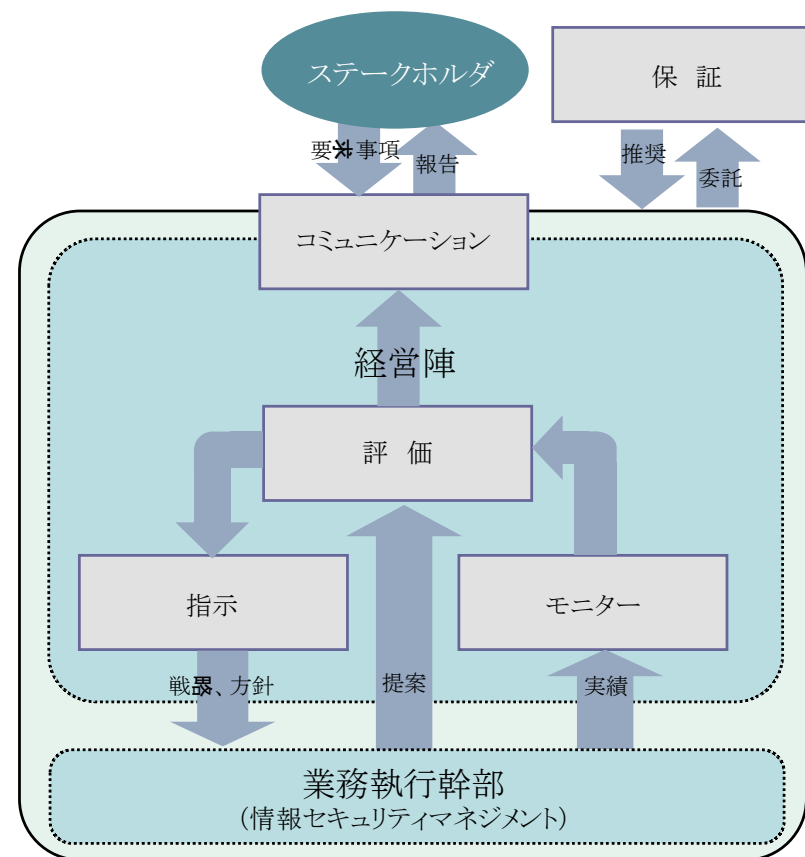 ステークホルダ
保 証
要求事項
報告
推奨
委託
コミュニケーション
経営陣
評 価
指示
モニター
戦略、方針
提案
実績
業務執行幹部
(情報セキュリティマネジメント)